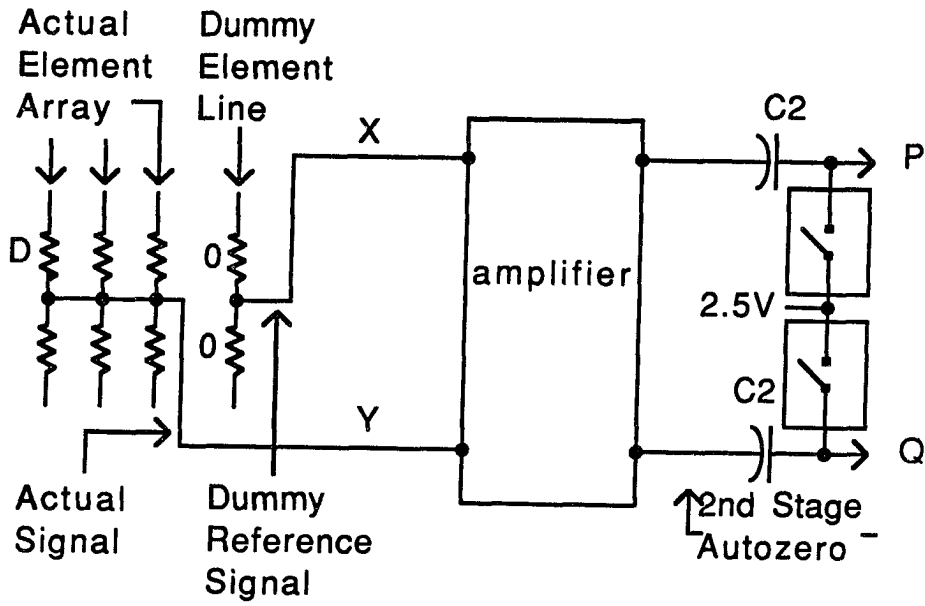 Actual
Element
Array
Dummy
Element
Line
X
C2
P
D
0
amplifier
2.5V
0
C2
Y
Q
Actual
Signal
Dummy
Reference
Signal
2nd Stage
Autozero